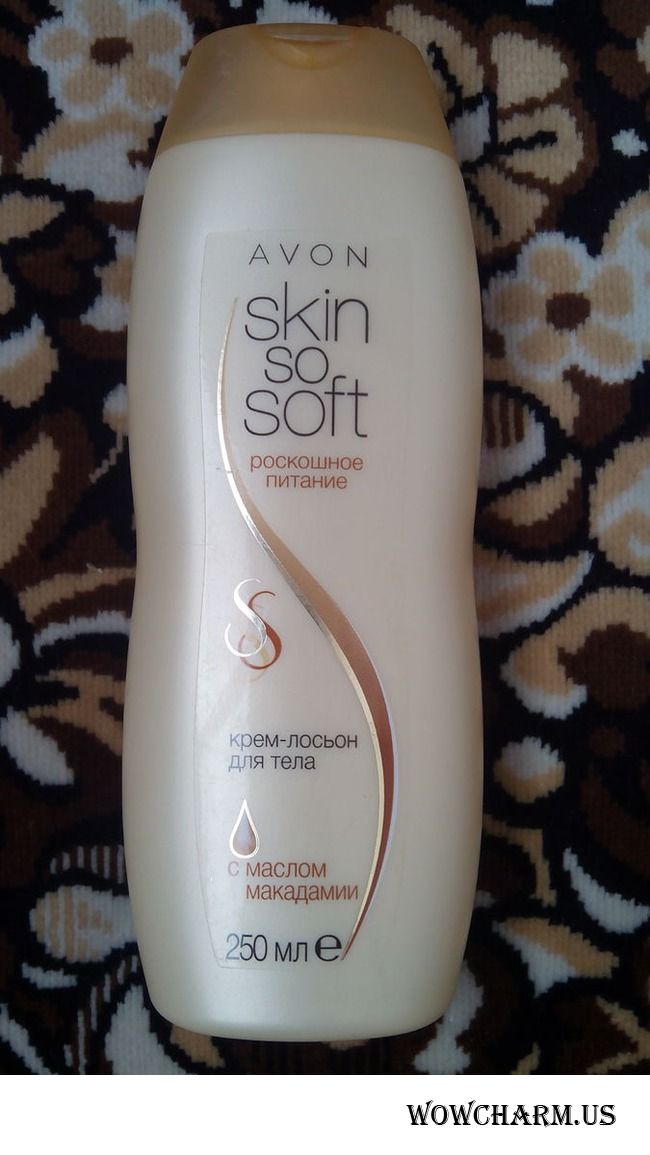 AVON
skin
so
soft
роскошное
питание
крем-лосьон
для тела
с маслом
макадамии
250 мл e
WOWCHARM.US